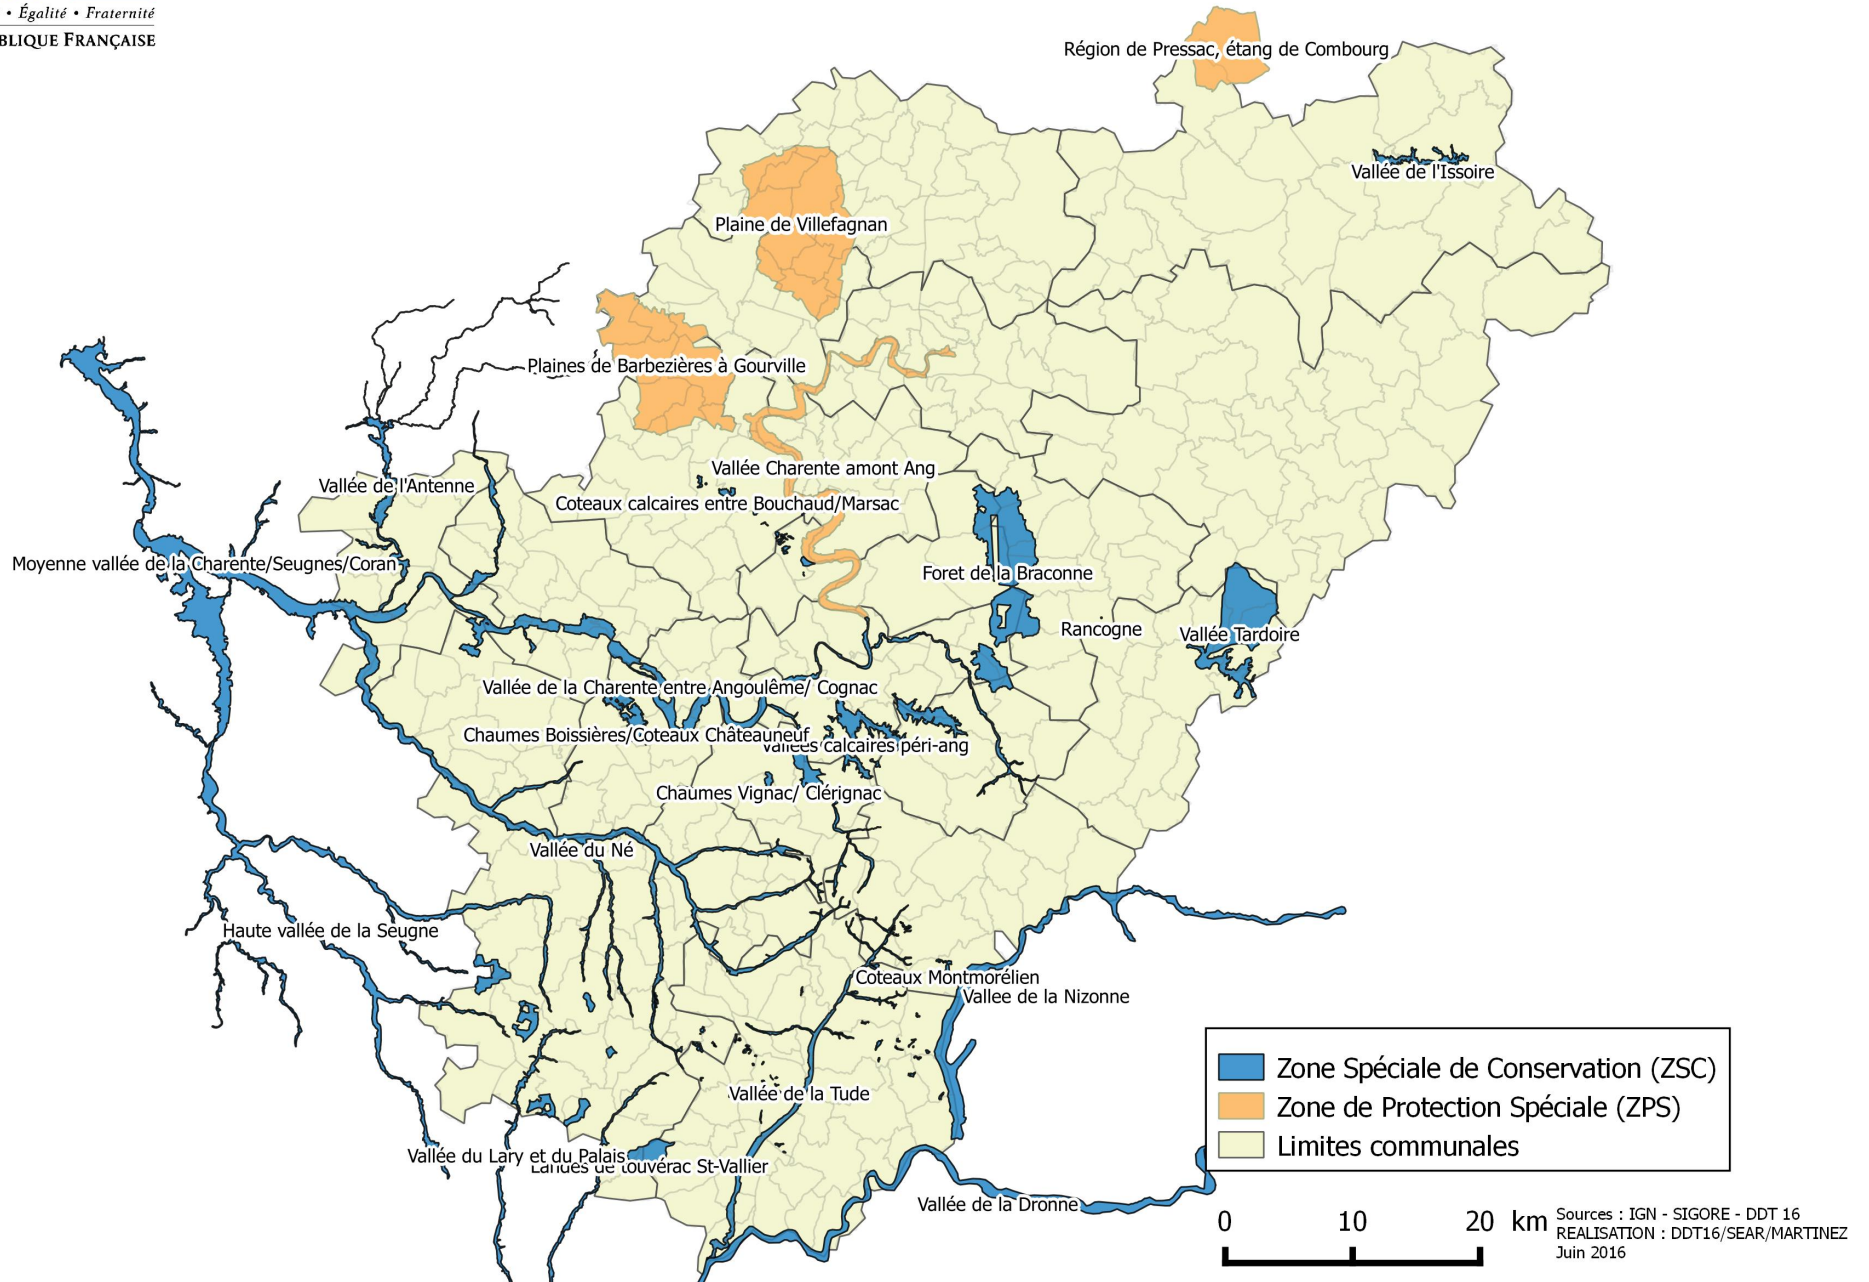 • Égalité • Fraternité
BLIQUE FRANÇAISE
Région de Pressac, étang de Combourg
Vallée de l'Issoire
Plaine de Villefagnan
Plaines de Barbezières à Gourville
Vallée Charente amont Ang
Vallée de l'Antenne
Coteaux calcaires entre Bouchaud/Marsac
Moyenne vallée de la Charente/Seugnes/Coran
Foret de la Braconne
Rancogne
Vallée Tardoire
Vallée de la Charente entre Angoulême/ Cognac
Chaumes Boissières/Coteaux Châteauneuf
Vallées calcaires péri-ang
Chaumes Vignac/ Clérignac
Vallée du Né
Haute vallée de la Seugne
Coteaux Montmorélien
Vallee de la Nizonne
Vallée de la Tude
Vallée du Lary et du Palais
Landes de touvérac St-Vallier
Vallée de la Dronne
Zone Spéciale de Conservation (ZSC)
Zone de Protection Spéciale (ZPS)
Limites communales
0 10 20 km
Sources : IGN - SIGORE - DDT 16
REALISATION : DDT16/SEAR/MARTINEZ
Juin 2016